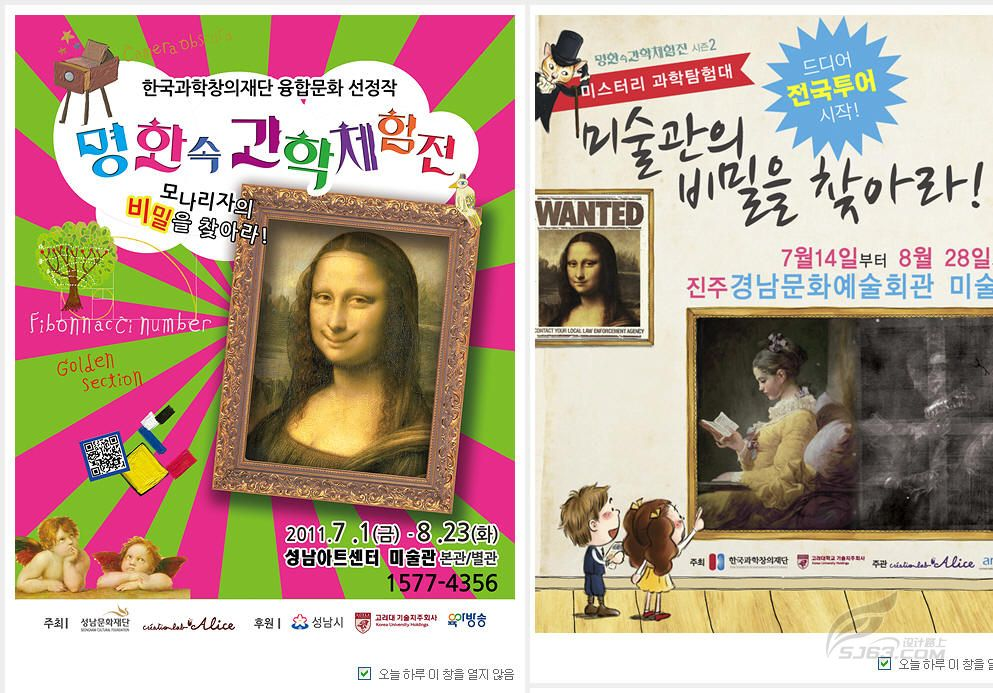 camera obscura
한국과학창의재단 융합문화 선정작
명화속 과학체험전
모나리자의
비밀을 찾아라!
Fibonnacci number
Golden
section
2011.7.1(금)-8.23(화)
성남아트센터 미술관 본관/별관
1577-4356
주최| 성남문화재단 SEONGNAM CULTURAL FOUNDATION creation lab Alice 후원| 성남시 고려대 기술지주회사 Korea University Holdings 육아방송
오늘 하루 이 창을 열지 않음
명화속과학체험전 시즌2
미스터리 과학탐험대
드디어
전국투어
시작!
미술관의
비밀을 찾아라!
WANTED
CONTACT YOUR LOCAL LAW ENFORCEMENT AGENCY
7월14일부터 8월 28일
진주경남문화예술회관 미술
주최 한국과학창의재단 고려대학교 기술지주회사 Korea University Holdings 주관 creation lab Alice
设计路上
SJ63.COM
오늘 하루 이 창을 열